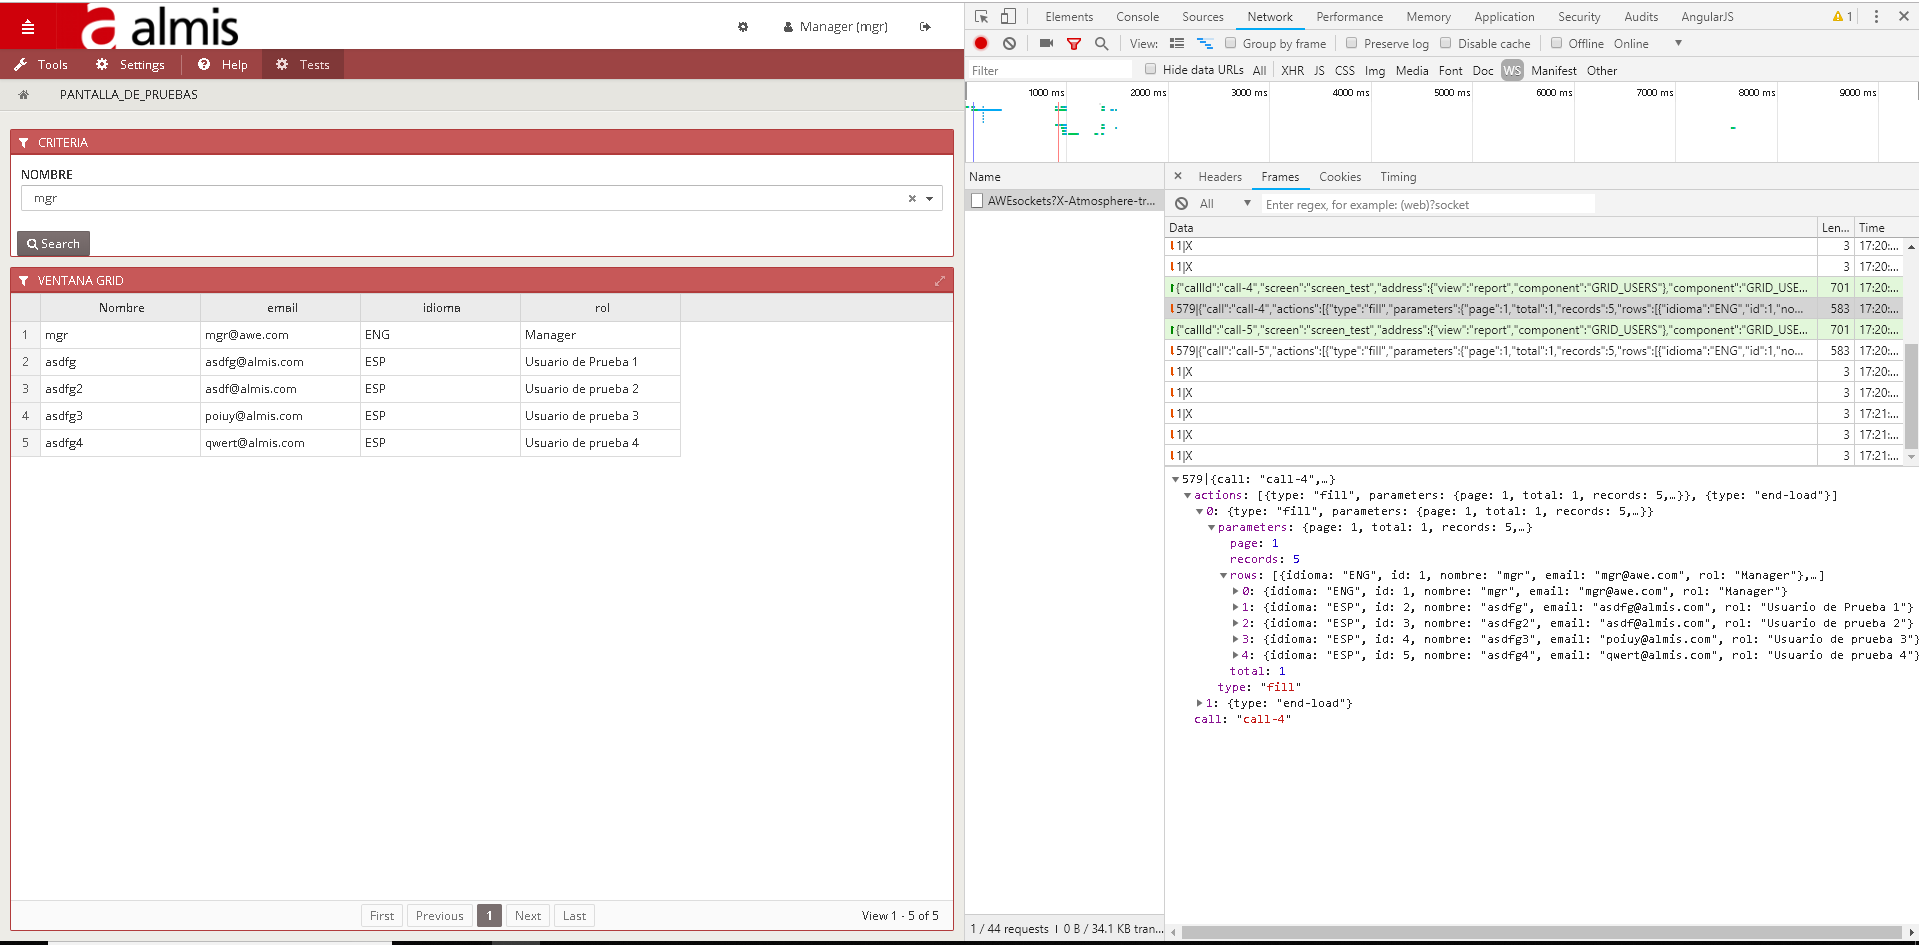 almis
Manager (mgr)
Tools Settings Help Tests
PANTALLA_DE_PRUEBAS
CRITERIA
NOMBRE
mgr
Search
VENTANA GRID
Nombre email idioma rol
1 mgr mgr@awe.com ENG Manager
2 asdfg asdfg@almis.com ESP Usuario de Prueba 1
3 asdfg2 asdf@almis.com ESP Usuario de prueba 2
4 asdfg3 poiuy@almis.com ESP Usuario de prueba 3
5 asdfg4 qwert@almis.com ESP Usuario de prueba 4
First Previous 1 Next Last View 1 - 5 of 5
Elements Console Sources Network Performance Memory Application Security Audits AngularJS 1
View: Group by frame Preserve log Disable cache Offline Online
Filter Hide data URLs All XHR JS CSS Img Media Font Doc WS Manifest Other
1000 ms 2000 ms 3000 ms 4000 ms 5000 ms 6000 ms 7000 ms 8000 ms 9000 ms
Name
AWEsockets?X-Atmosphere-tr...
1 / 44 requests | 0 B / 34.1 KB tran...
Headers Frames Cookies Timing
All Enter regex, for example: (web)?socket
Data Len... Time
1|X 3 17:20:...
1|X 3 17:20:...
{"callId":"call-4","screen":"screen_test","address":{"view":"report","component":"GRID_USERS"},"component":"GRID_USE... 701 17:20:...
579|{"call":"call-4","actions":[{"type":"fill","parameters":{"page":1,"total":1,"records":5,"rows":[{"idioma":"ENG","id":1,"no... 583 17:20:...
{"callId":"call-5","screen":"screen_test","address":{"view":"report","component":"GRID_USERS"},"component":"GRID_USE... 701 17:20:...
579|{"call":"call-5","actions":[{"type":"fill","parameters":{"page":1,"total":1,"records":5,"rows":[{"idioma":"ENG","id":1,"no... 583 17:20:...
1|X 3 17:20:...
1|X 3 17:20:...
1|X 3 17:21:...
1|X 3 17:21:...
1|X 3 17:21:...
579|{call: "call-4",…}
actions: [{type: "fill", parameters: {page: 1, total: 1, records: 5,…}}, {type: "end-load"}]
0: {type: "fill", parameters: {page: 1, total: 1, records: 5,…}}
parameters: {page: 1, total: 1, records: 5,…}
page: 1
records: 5
rows: [{idioma: "ENG", id: 1, nombre: "mgr", email: "mgr@awe.com", rol: "Manager"},…]
0: {idioma: "ENG", id: 1, nombre: "mgr", email: "mgr@awe.com", rol: "Manager"}
1: {idioma: "ESP", id: 2, nombre: "asdfg", email: "asdfg@almis.com", rol: "Usuario de Prueba 1"}
2: {idioma: "ESP", id: 3, nombre: "asdfg2", email: "asdf@almis.com", rol: "Usuario de prueba 2"}
3: {idioma: "ESP", id: 4, nombre: "asdfg3", email: "poiuy@almis.com", rol: "Usuario de prueba 3"}
4: {idioma: "ESP", id: 5, nombre: "asdfg4", email: "qwert@almis.com", rol: "Usuario de prueba 4"}
total: 1
type: "fill"
1: {type: "end-load"}
call: "call-4"